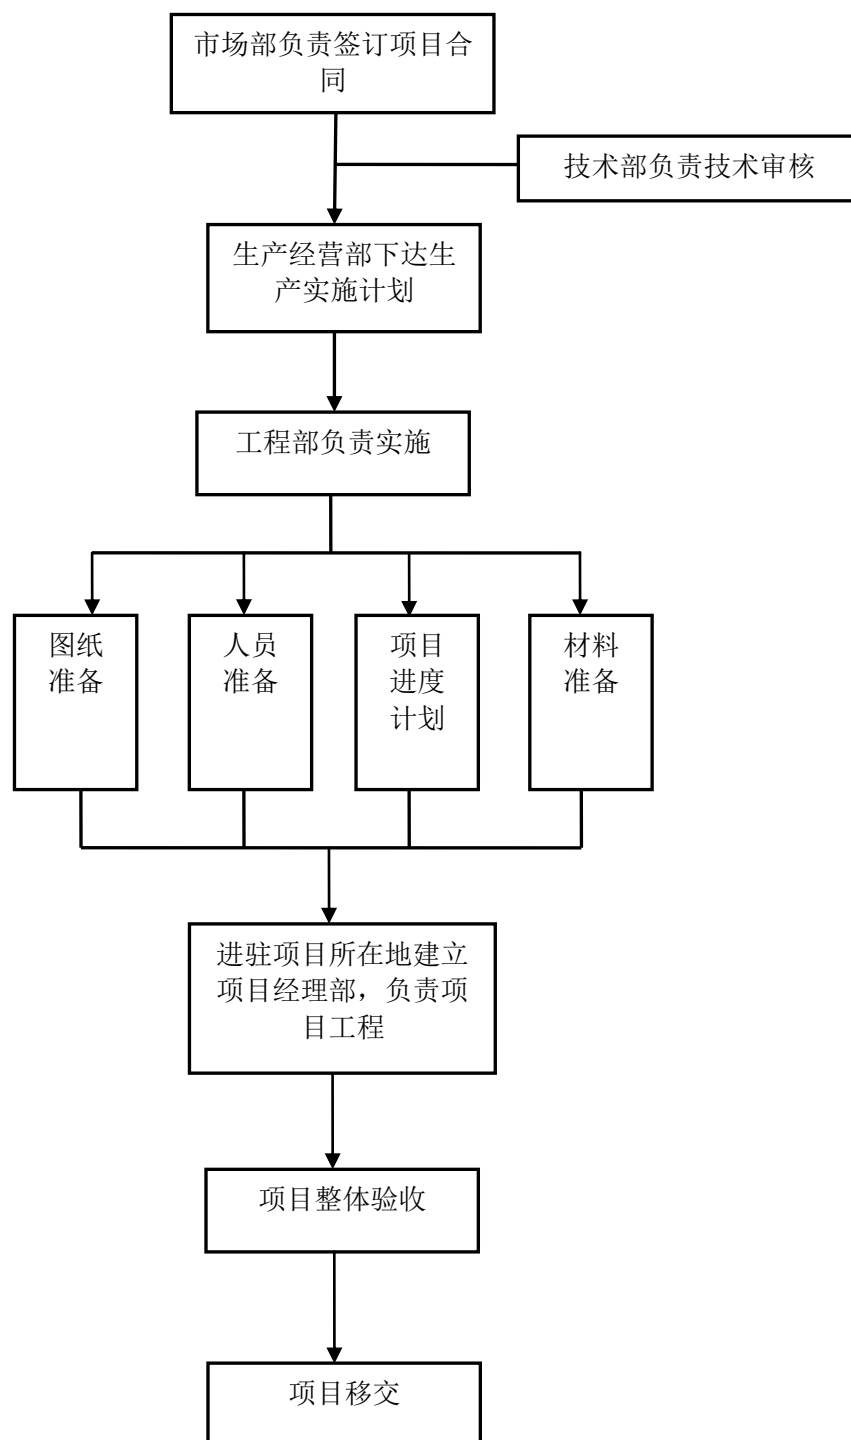 市场部负责签订项目合
同
技术部负责技术审核
生产经营部下达生
产实施计划
工程部负责实施
图纸
准备
人员
准备
项目
进度
计划
材料
准备
进驻项目所在地建立
项目经理部，负责项
目工程
项目整体验收
项目移交